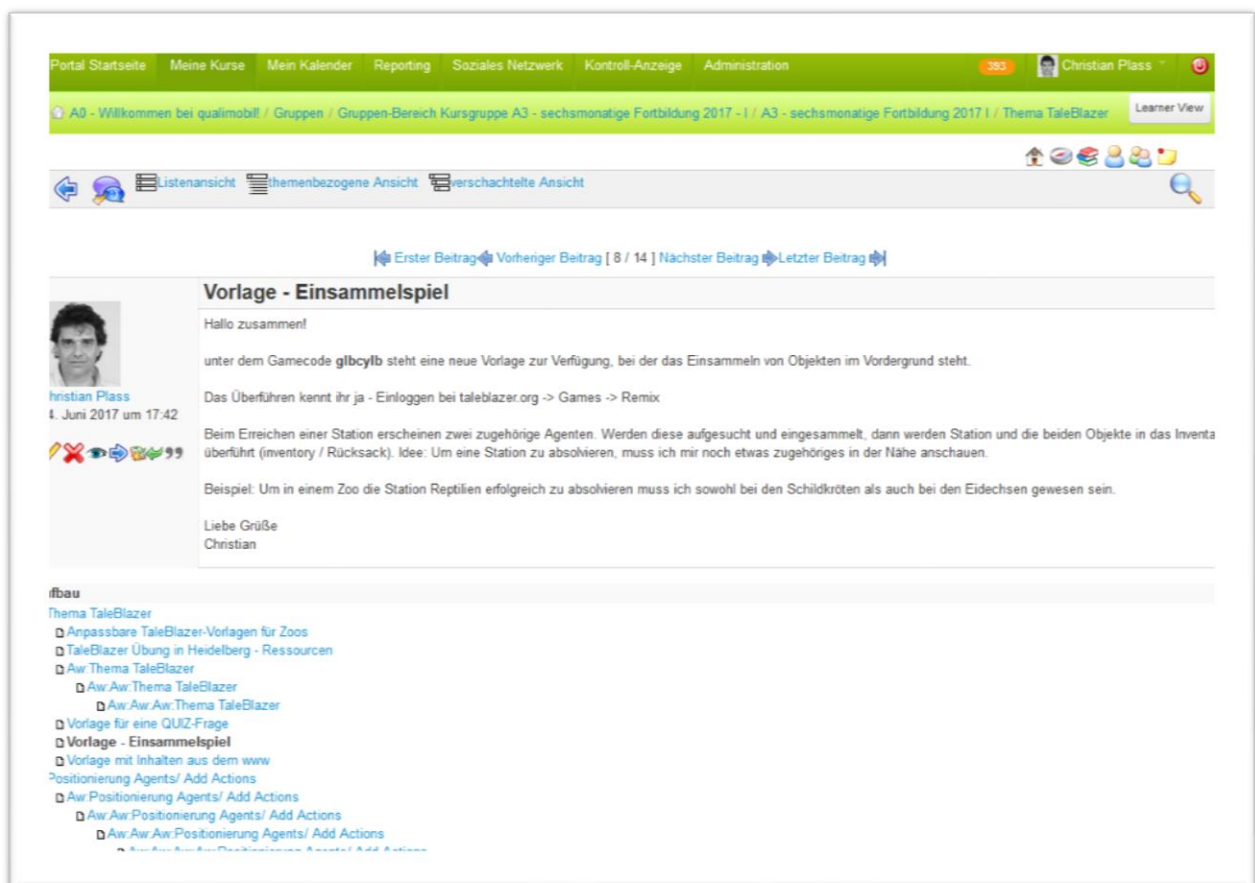 Portal Startseite Meine Kurse Mein Kalender Reporting Soziales Netzwerk Kontroll-Anzeige Administration 393 Christian Plass
A0 - Willkommen bei qualimobil! / Gruppen / Gruppen-Bereich Kursgruppe A3 - sechsmonatige Fortbildung 2017 - I / A3 - sechsmonatige Fortbildung 2017 I / Thema TaleBlazer Learner View
Listenansicht themenbezogene Ansicht verschachtelte Ansicht
Erster Beitrag Vorheriger Beitrag [ 8 / 14 ] Nächster Beitrag Letzter Beitrag
Vorlage - Einsammelspiel
Hallo zusammen!
unter dem Gamecode glbcylb steht eine neue Vorlage zur Verfügung, bei der das Einsammeln von Objekten im Vordergrund steht.
hristian Plass
4. Juni 2017 um 17:42
Das Überführen kennt ihr ja - Einloggen bei taleblazer.org -> Games -> Remix
Beim Erreichen einer Station erscheinen zwei zugehörige Agenten. Werden diese aufgesucht und eingesammelt, dann werden Station und die beiden Objekte in das Inventa
überführt (inventory / Rücksack). Idee: Um eine Station zu absolvieren, muss ich mir noch etwas zugehöriges in der Nähe anschauen.
Beispiel: Um in einem Zoo die Station Reptilien erfolgreich zu absolvieren muss ich sowohl bei den Schildkröten als auch bei den Eidechsen gewesen sein.
Liebe Grüße
Christian
fbau
Thema TaleBlazer
Anpassbare TaleBlazer-Vorlagen für Zoos
TaleBlazer Übung in Heidelberg - Ressourcen
Aw:Thema TaleBlazer
Aw:Aw:Thema TaleBlazer
Aw:Aw:Aw:Thema TaleBlazer
Vorlage für eine QUIZ-Frage
Vorlage - Einsammelspiel
Vorlage mit Inhalten aus dem www
Positionierung Agents/ Add Actions
Aw:Positionierung Agents/ Add Actions
Aw:Aw:Positionierung Agents/ Add Actions
Aw:Aw:Aw:Positionierung Agents/ Add Actions